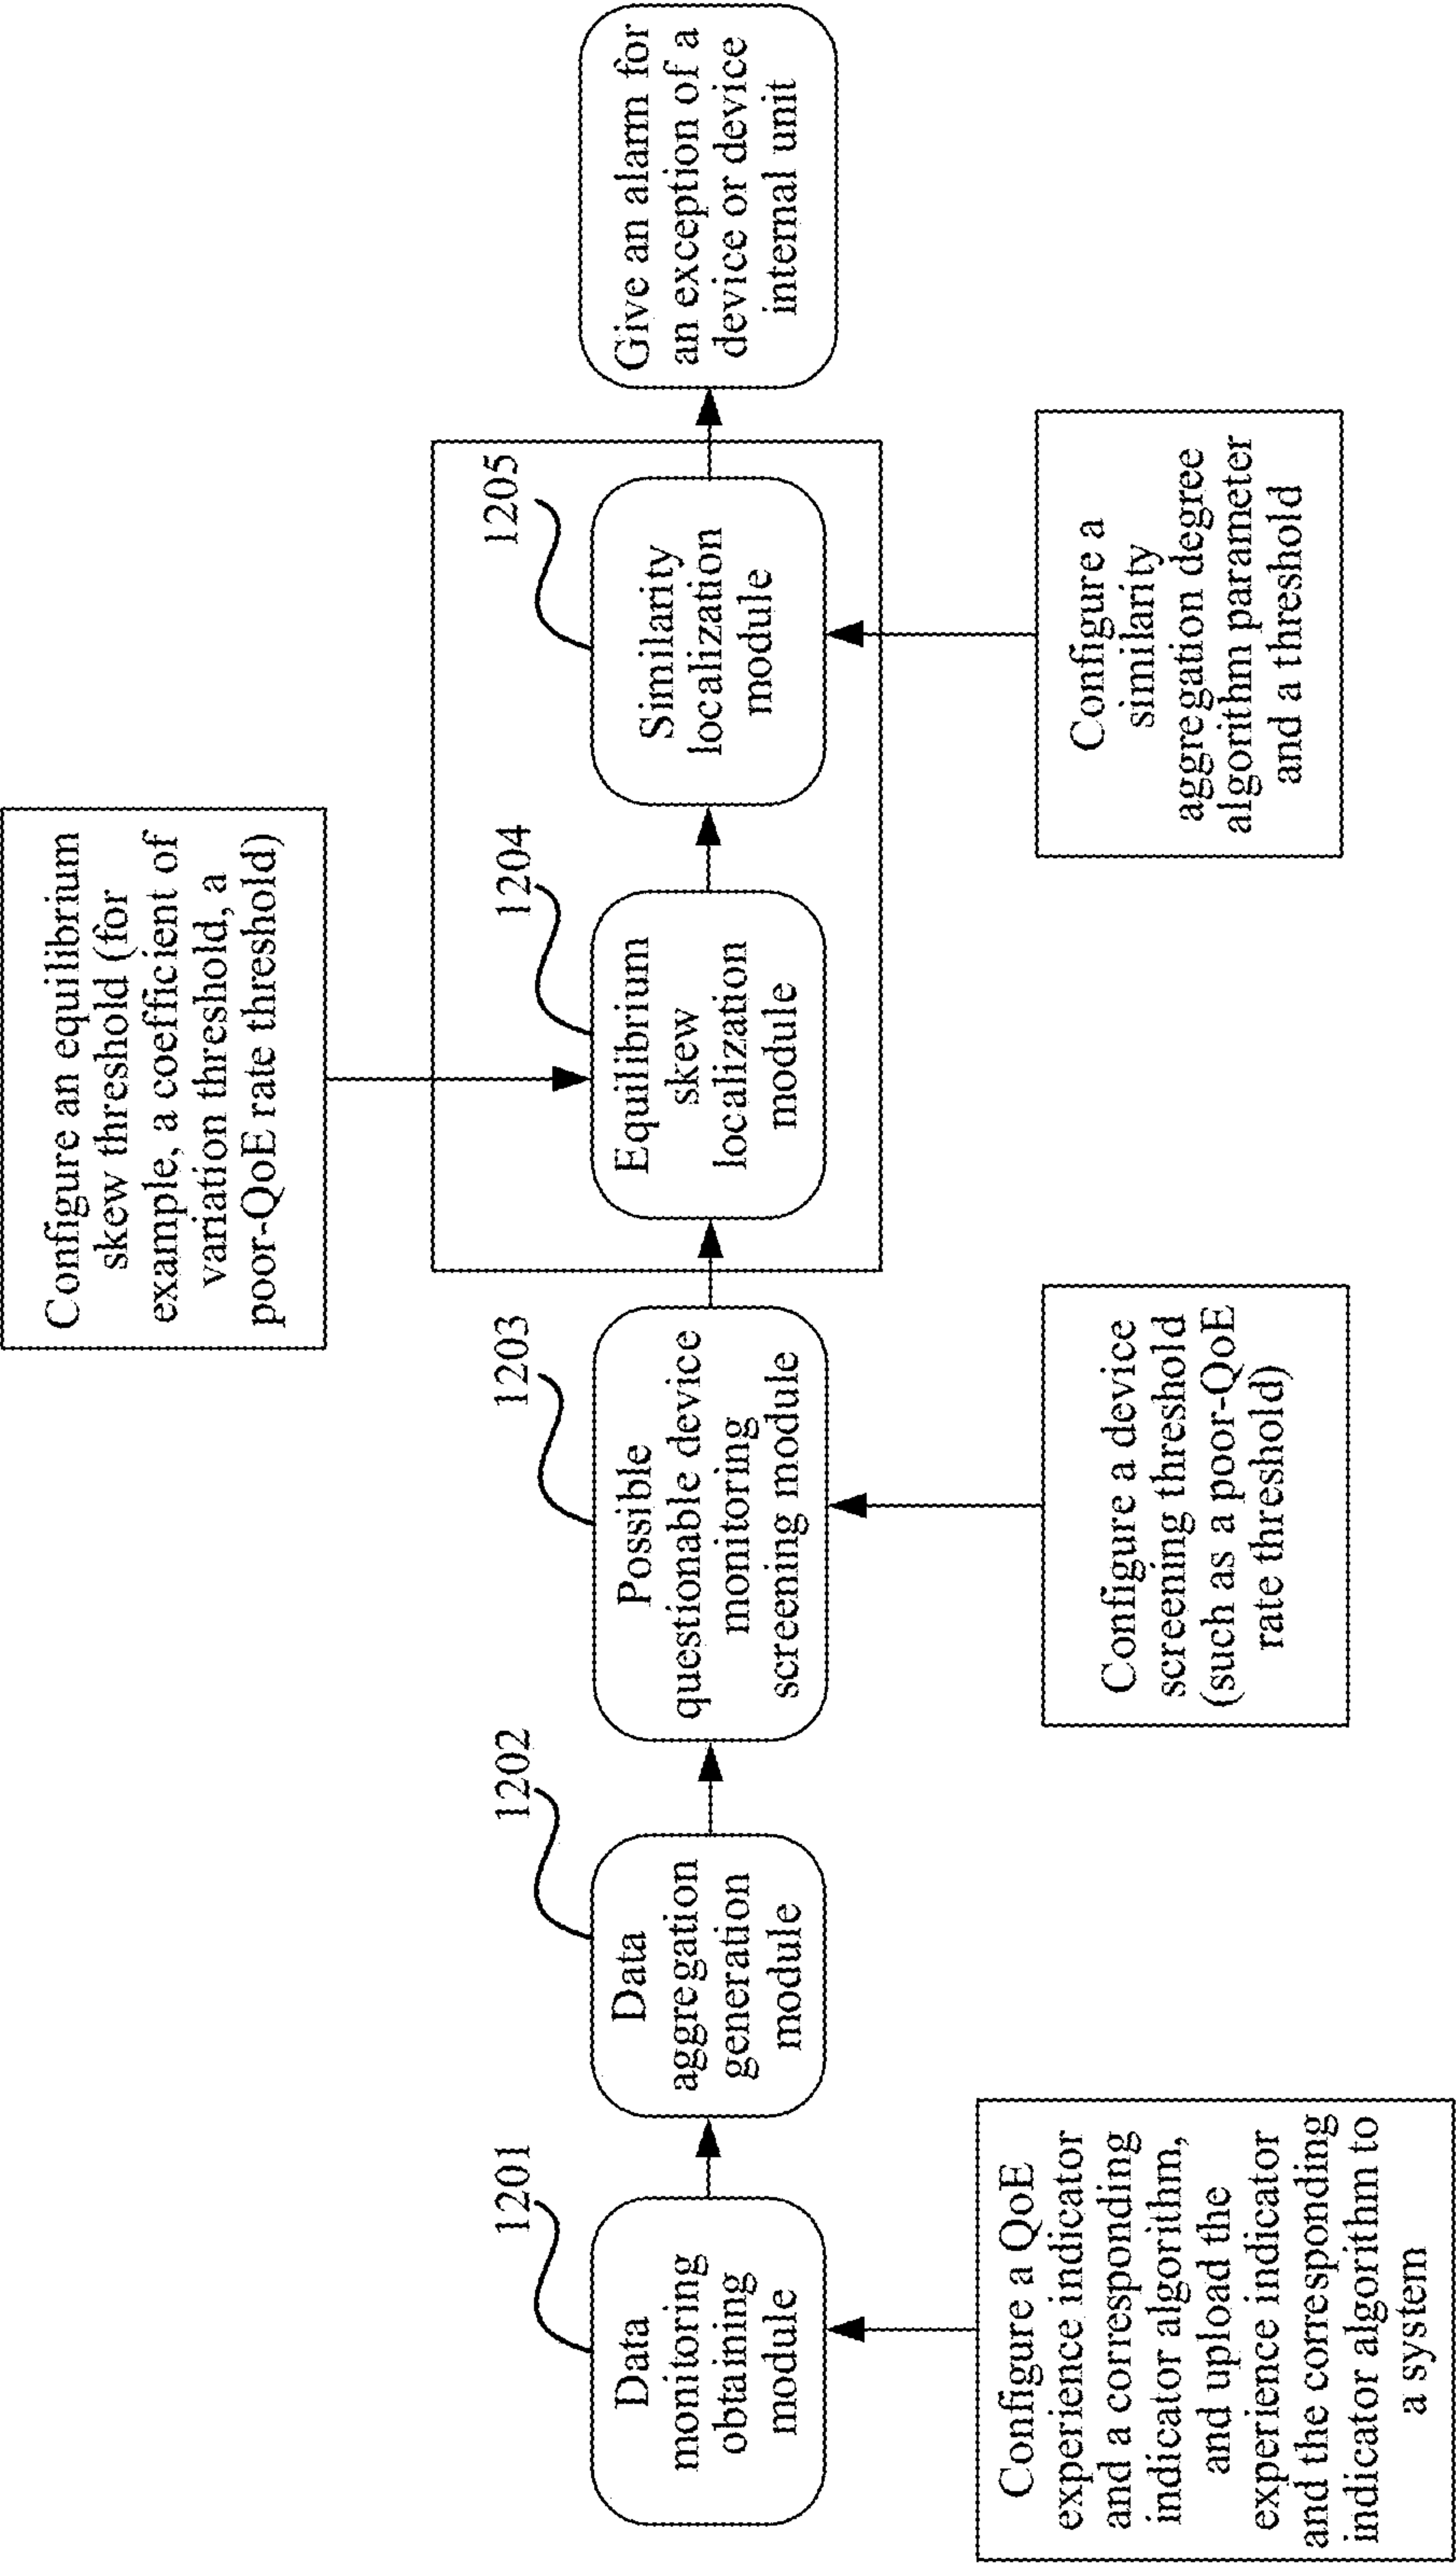 Configure an equilibrium
skew threshold (for
example, a coefficient of
variation threshold, a
poor-QoE rate threshold)
1201
Data
monitoring
obtaining
module
1202
Data
aggregation
generation
module
1203
Possible
questionable device
monitoring
screening module
1204
Equilibrium
skew
localization
module
1205
Similarity
localization
module
Give an alarm for
an exception of a
device or device
internal unit
Configure a QoE
experience indicator
and a corresponding
indicator algorithm,
and upload the
experience indicator
and the corresponding
indicator algorithm to
a system
Configure a device
screening threshold
(such as a poor-QoE
rate threshold)
Configure a
similarity
aggregation degree
algorithm parameter
and a threshold